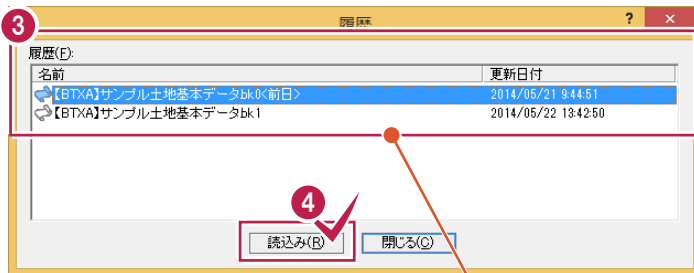 3
履歴
? ×
履歴(F):
名前 更新日付
【BTXA】サンプル土地基本データbk0<前日> 2014/05/21 9:44:51
【BTXA】サンプル土地基本データbk1 2014/05/22 13:42:50
4
読込み(R) 閉じる(C)